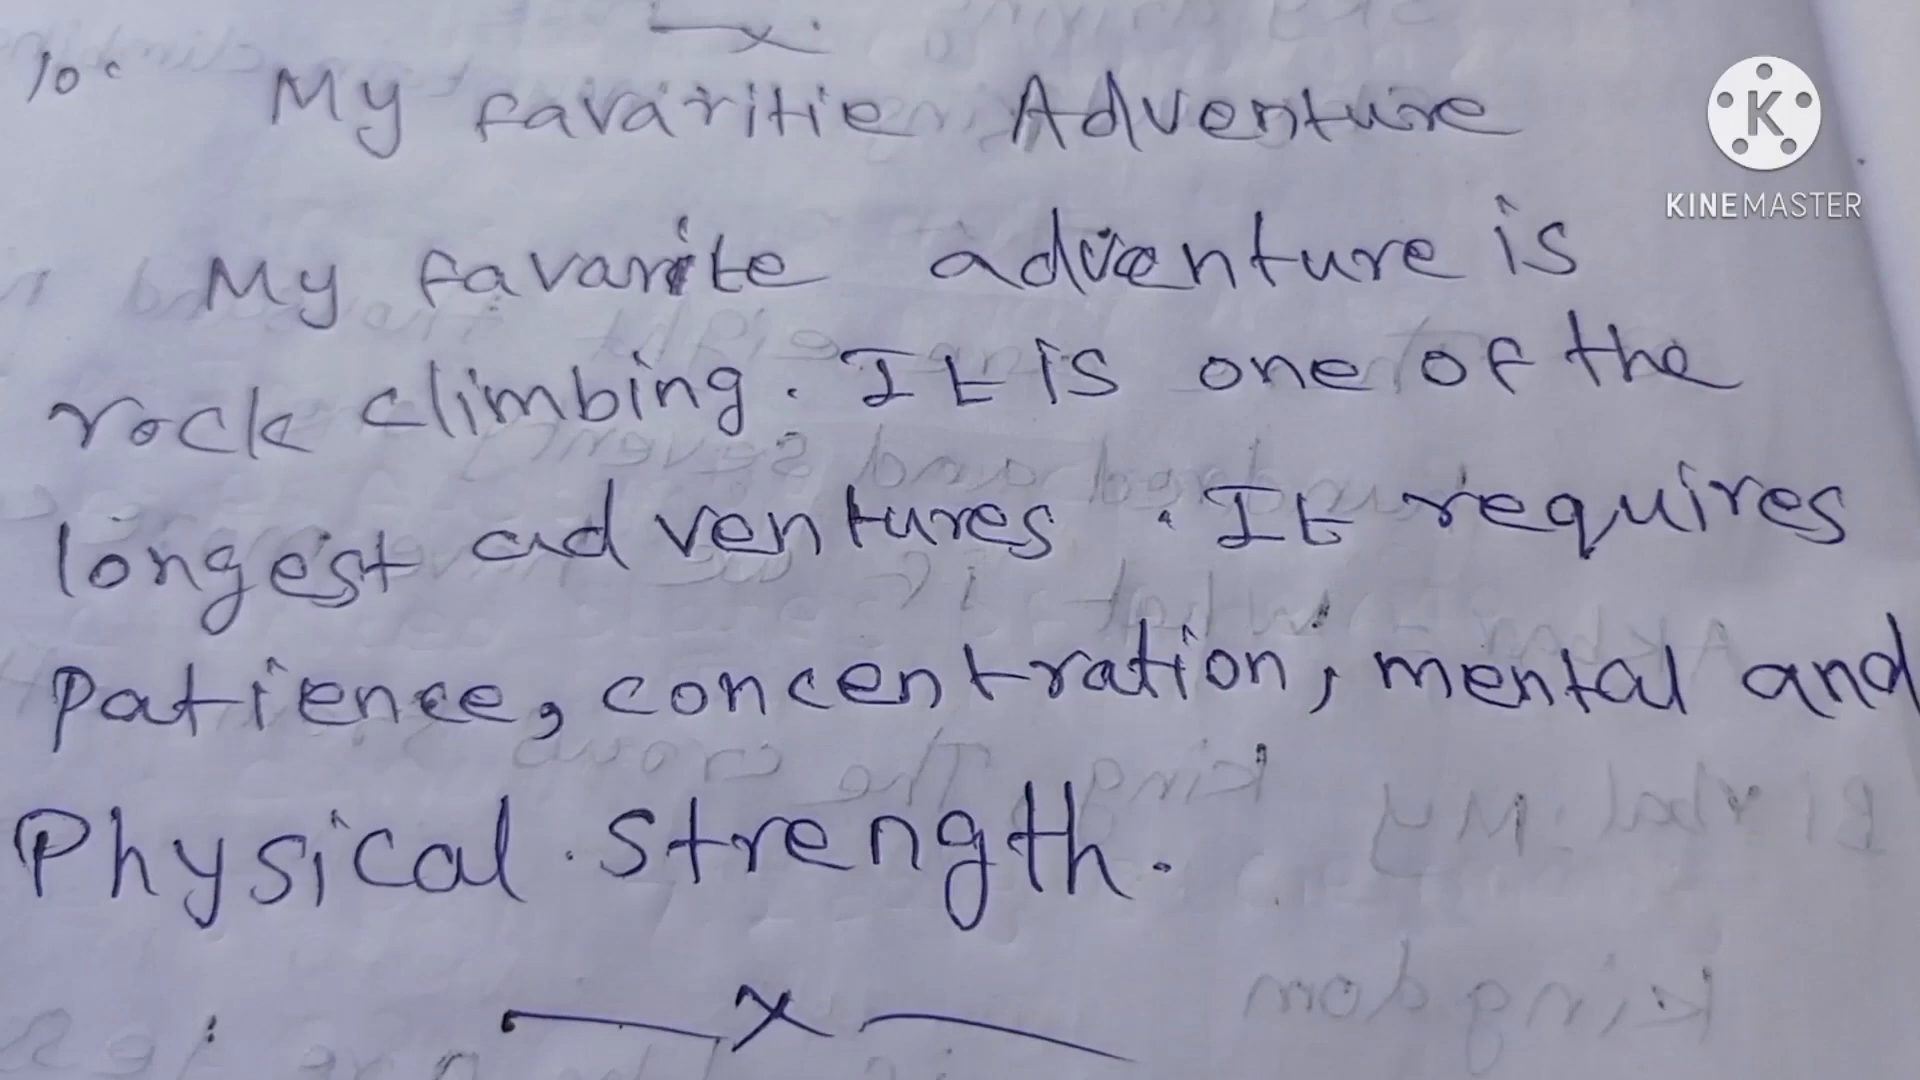 10. My favaritie Adventure
KINEMASTER
My favarite adventure is
rock climbing. It is one of the
longest adventures. It requires
Patience, concentration, mental and
Physical strength.